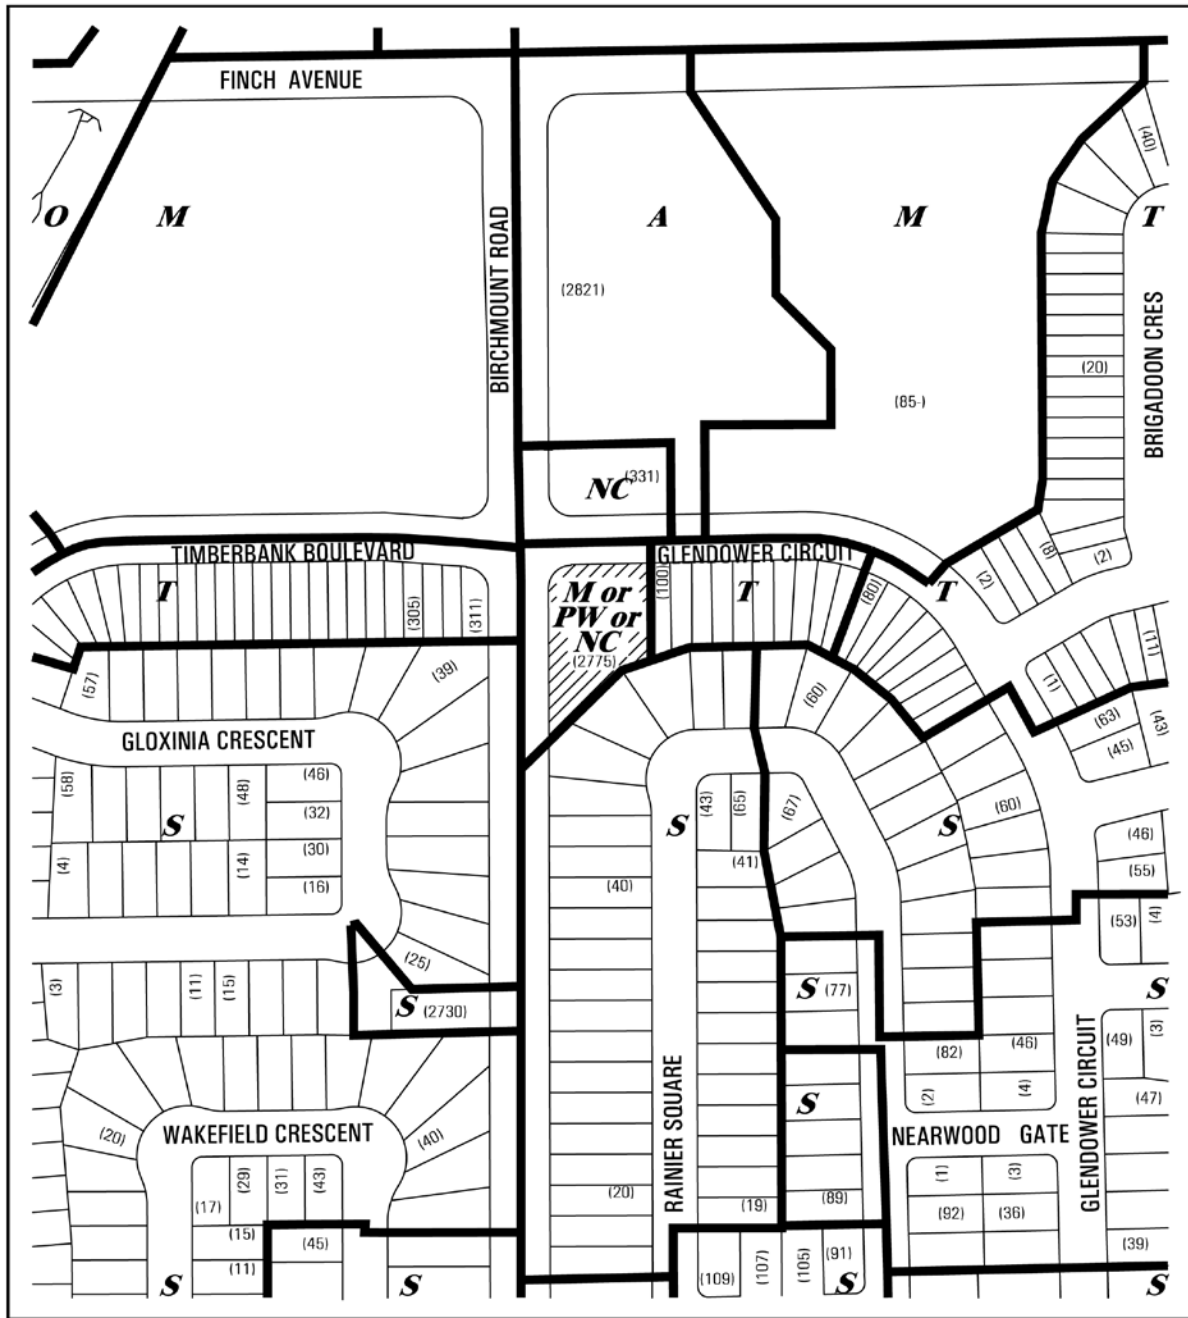 FINCH AVENUE
(40)
O
M
A
M
T
BIRCHMOUNT ROAD
(2821)
BRIGADOON CRES
(20)
(85-)
NC
(331)
TIMBERBANK BOULEVARD
GLENDOWER CIRCUIT
(8)
(2)
(2)
T
(305)
(311)
M or
PW or
NC
(2775)
(100)
T
(80)
T
(11)
(1)
(57)
(39)
(60)
(63)
(43)
(45)
GLOXINIA CRESCENT
(58)
(48)
(46)
(32)
S
(43)
(65)
(67)
S
(60)
S
(46)
(4)
(14)
(30)
(16)
(41)
(40)
(55)
(53)
(4)
(25)
(3)
(11)
(15)
S
(2730)
S
(77)
S
(49)
(3)
(82)
(46)
(2)
(4)
(47)
S
RAINIER SQUARE
GLENDOWER CIRCUIT
NEARWOOD GATE
WAKEFIELD CRESCENT
(20)
(40)
(29)
(31)
(43)
(17)
(20)
(19)
(89)
(1)
(3)
(92)
(36)
(15)
(45)
(11)
(39)
(109)
(107)
(105)
(91)
S
S
S
S